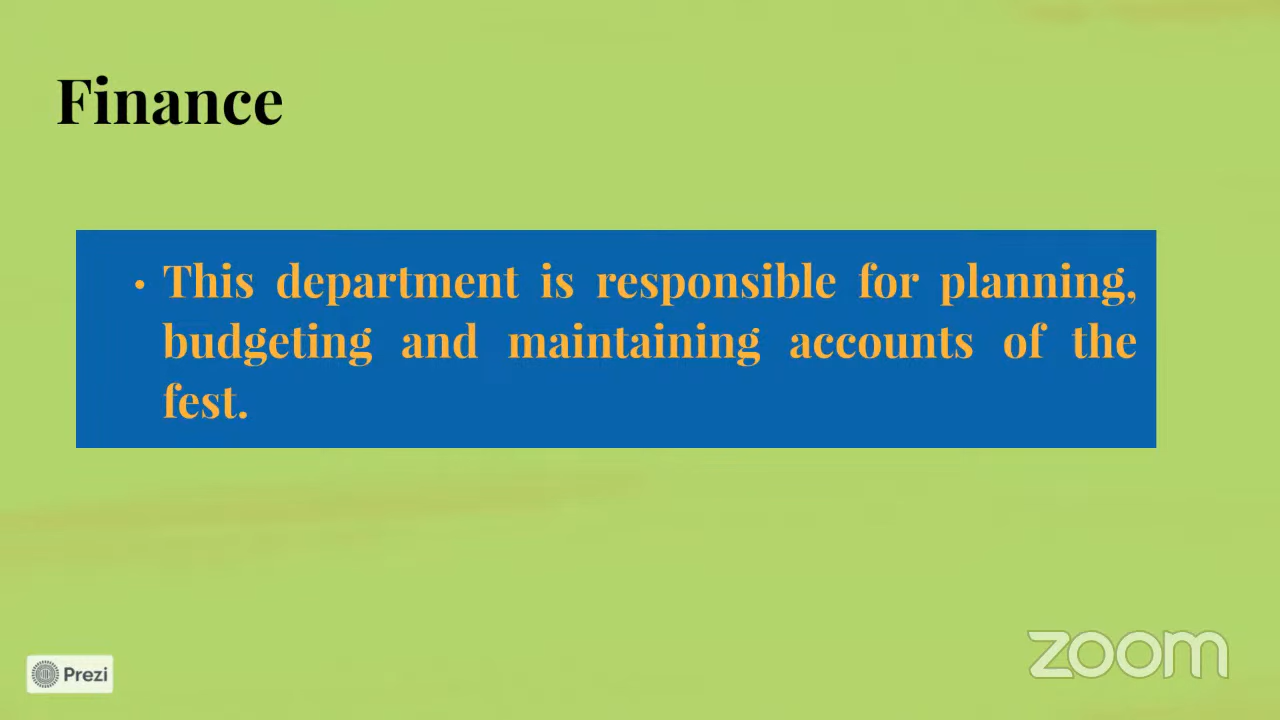 Finance
• This department is responsible for planning,
budgeting and maintaining accounts of the
fest.
Prezi
zoom